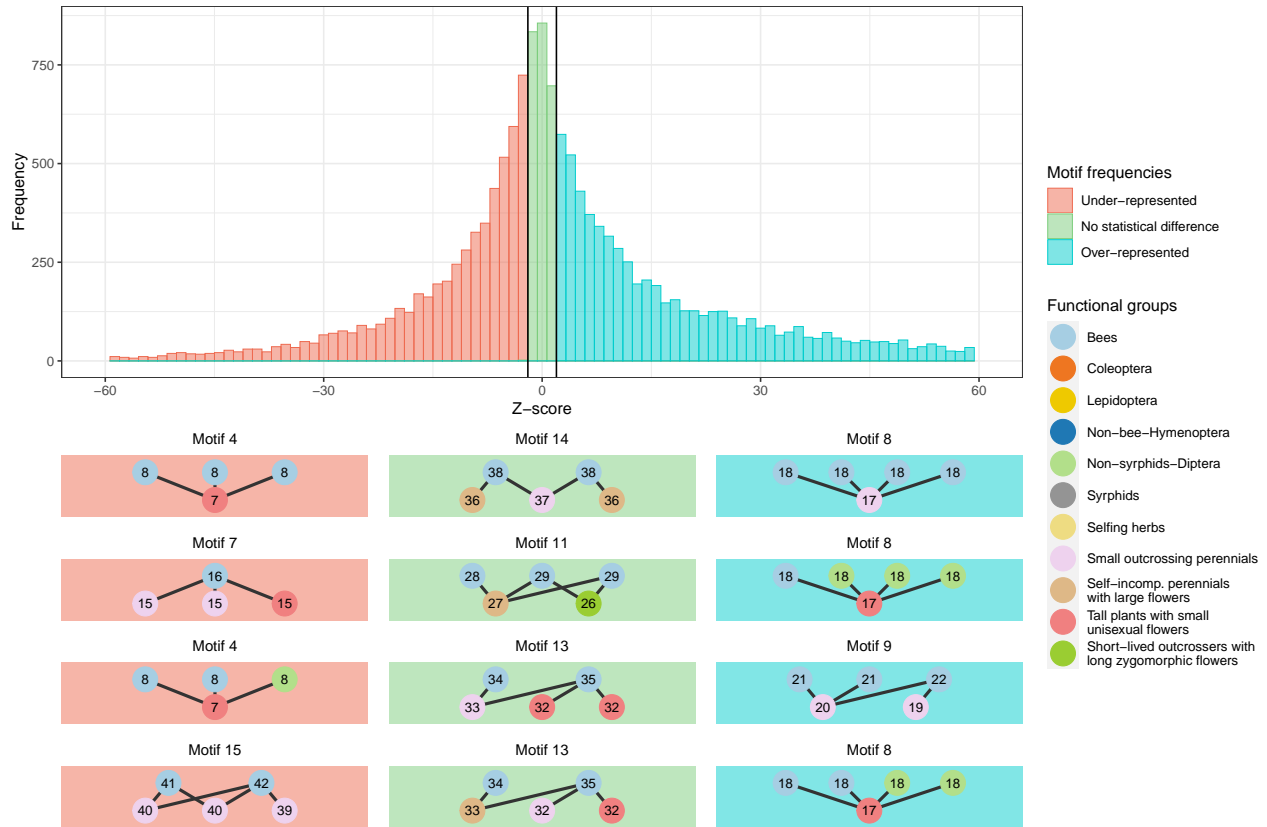 750
500
250
0
Frequency
−60
−30
0
30
60
Z−score
Motif frequencies
Under−represented
No statistical difference
Over−represented
Functional groups
Bees
Coleoptera
Lepidoptera
Non−bee−Hymenoptera
Non−syrphids−Diptera
Syrphids
Selfing herbs
Small outcrossing perennials
Self−incomp. perennials
with large flowers
Tall plants with small
unisexual flowers
Short−lived outcrossers with
long zygomorphic flowers
Motif 4
8 8 8
7
Motif 14
38 38
36 37 36
Motif 8
18 18 18 18
17
Motif 7
16
15 15 15
Motif 11
28 29 29
27 26
Motif 8
18 18 18 18
17
Motif 4
8 8 8
7
Motif 13
34 35
33 32 32
Motif 9
21 21 22
20 19
Motif 15
41 42
40 40 39
Motif 13
34 35
33 32 32
Motif 8
18 18 18 18
17